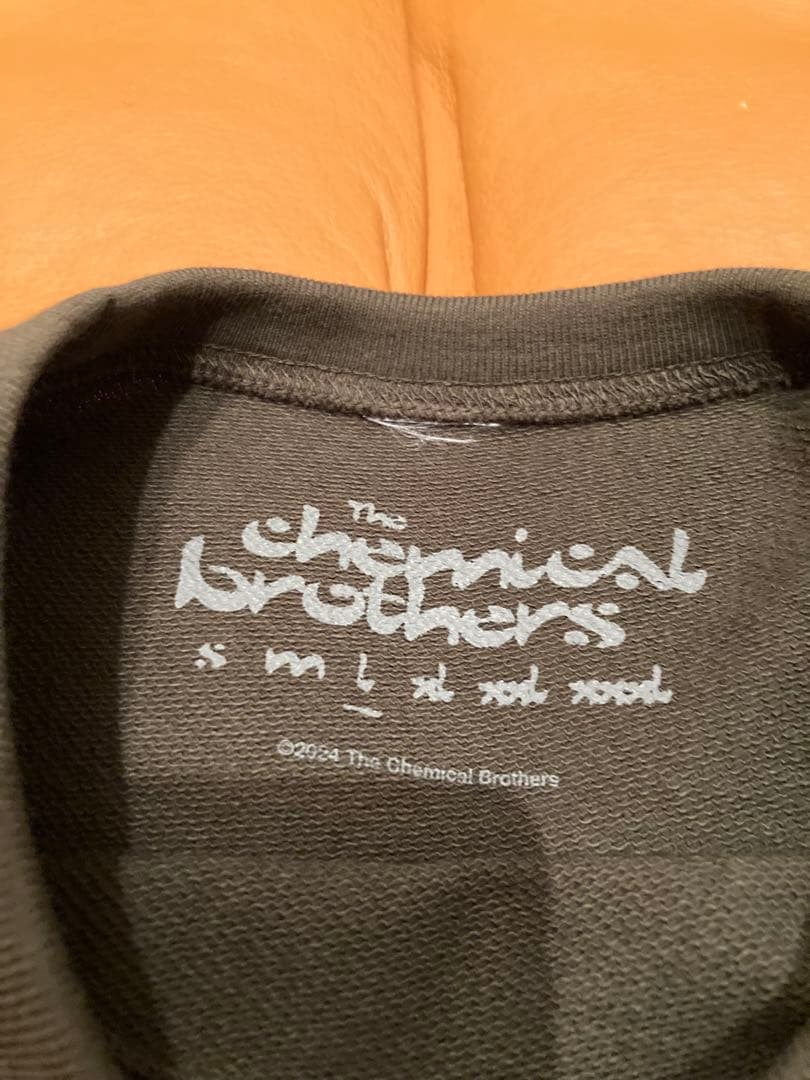 The
chemical
brothers
s m l xl xxl xxxl
©2024 The Chemical Brothers